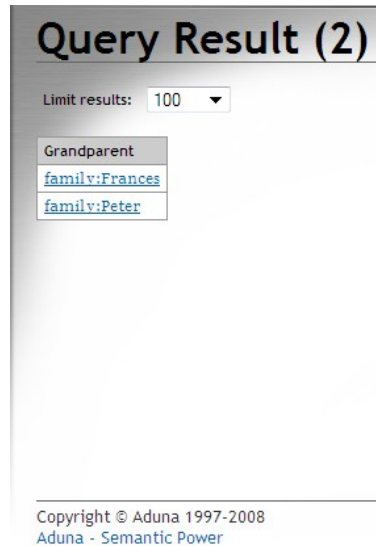 Query Result (2)
Limit results: 100
Grandparent
family:Frances
family:Peter
Copyright © Aduna 1997-2008
Aduna - Semantic Power